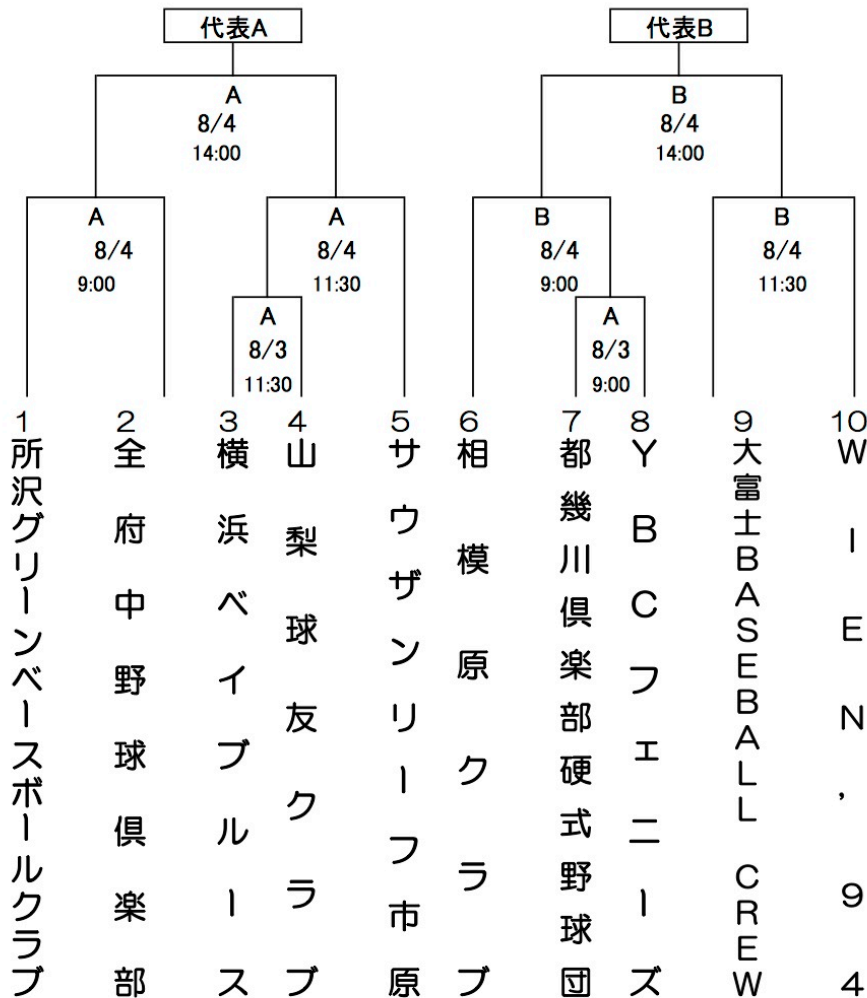 代表A
代表B
A
8/4
14:00
B
8/4
14:00
A
8/4
9:00
A
8/4
11:30
B
8/4
9:00
B
8/4
11:30
A
8/3
11:30
A
8/3
9:00
1
所沢グリーンベースボールクラブ
2
全府中野球倶楽部
3
横浜ベイブルース
4
山梨球友クラブ
5
サウザンリーフ市原
6
相模原クラブ
7
都幾川倶楽部硬式野球団
8
YBCフェニーズ
9
大富士BASEBALL CREW
10
WIEN,94